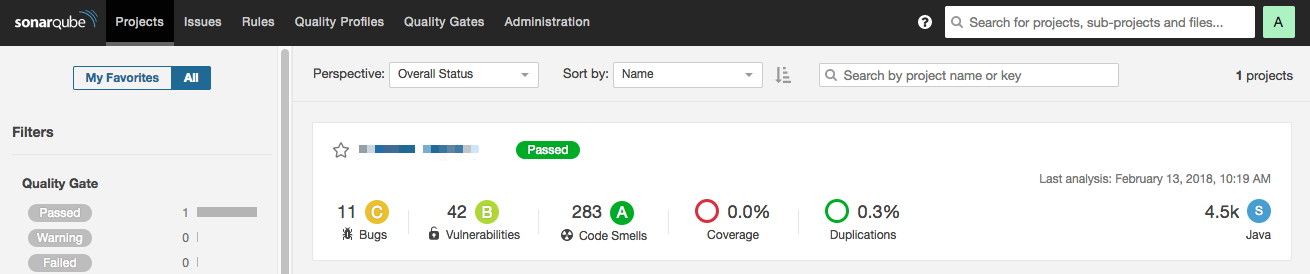 sonarqube Projects Issues Rules Quality Profiles Quality Gates Administration ? Search for projects, sub-projects and files... A
My Favorites All Perspective: Overall Status Sort by: Name Search by project name or key 1 projects
Filters
Passed
Last analysis: February 13, 2018, 10:19 AM
Quality Gate
Passed 1
Warning 0
Failed 0
11 C 42 B 283 A 0.0% 0.3% 4.5k S
Bugs Vulnerabilities Code Smells Coverage Duplications Java